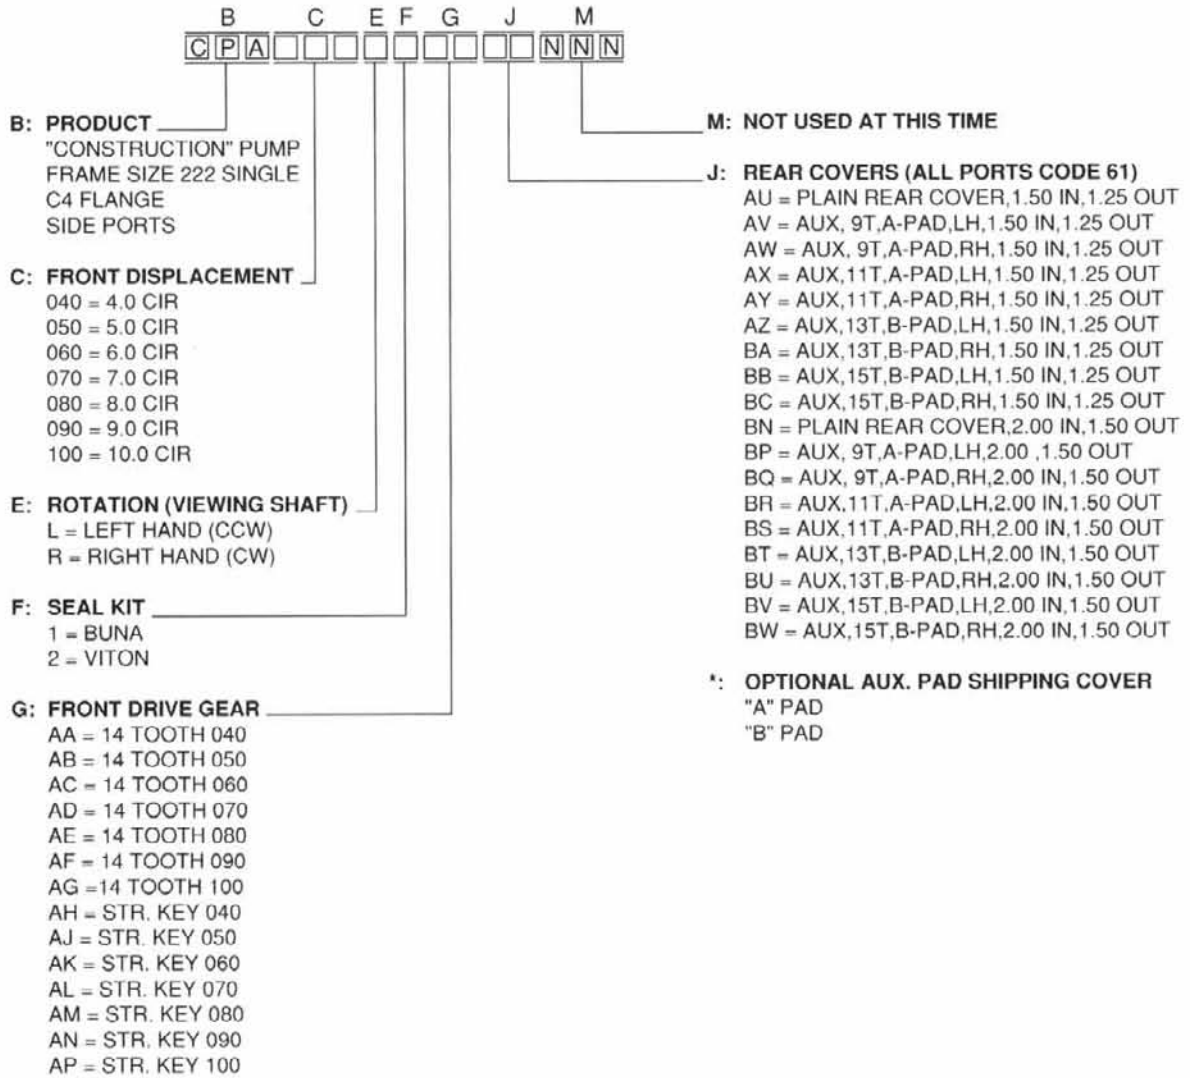 B C E F G J M
CPA□□□□□□□□□NNN
B: PRODUCT
"CONSTRUCTION" PUMP
FRAME SIZE 222 SINGLE
C4 FLANGE
SIDE PORTS
C: FRONT DISPLACEMENT
040 = 4.0 CIR
050 = 5.0 CIR
060 = 6.0 CIR
070 = 7.0 CIR
080 = 8.0 CIR
090 = 9.0 CIR
100 = 10.0 CIR
E: ROTATION (VIEWING SHAFT)
L = LEFT HAND (CCW)
R = RIGHT HAND (CW)
F: SEAL KIT
1 = BUNA
2 = VITON
G: FRONT DRIVE GEAR
AA = 14 TOOTH 040
AB = 14 TOOTH 050
AC = 14 TOOTH 060
AD = 14 TOOTH 070
AE = 14 TOOTH 080
AF = 14 TOOTH 090
AG =14 TOOTH 100
AH = STR. KEY 040
AJ = STR. KEY 050
AK = STR. KEY 060
AL = STR. KEY 070
AM = STR. KEY 080
AN = STR. KEY 090
AP = STR. KEY 100
M: NOT USED AT THIS TIME
J: REAR COVERS (ALL PORTS CODE 61)
AU = PLAIN REAR COVER,1.50 IN,1.25 OUT
AV = AUX, 9T,A-PAD,LH,1.50 IN,1.25 OUT
AW = AUX, 9T,A-PAD,RH,1.50 IN,1.25 OUT
AX = AUX,11T,A-PAD,LH,1.50 IN,1.25 OUT
AY = AUX,11T,A-PAD,RH,1.50 IN,1.25 OUT
AZ = AUX,13T,B-PAD,LH,1.50 IN,1.25 OUT
BA = AUX,13T,B-PAD,RH,1.50 IN,1.25 OUT
BB = AUX,15T,B-PAD,LH,1.50 IN,1.25 OUT
BC = AUX,15T,B-PAD,RH,1.50 IN,1.25 OUT
BN = PLAIN REAR COVER,2.00 IN,1.50 OUT
BP = AUX, 9T,A-PAD,LH,2.00 ,1.50 OUT
BQ = AUX, 9T,A-PAD,RH,2.00 IN,1.50 OUT
BR = AUX,11T,A-PAD,LH,2.00 IN,1.50 OUT
BS = AUX,11T,A-PAD,RH,2.00 IN,1.50 OUT
BT = AUX,13T,B-PAD,LH,2.00 IN,1.50 OUT
BU = AUX,13T,B-PAD,RH,2.00 IN,1.50 OUT
BV = AUX,15T,B-PAD,LH,2.00 IN,1.50 OUT
BW = AUX,15T,B-PAD,RH,2.00 IN,1.50 OUT
*: OPTIONAL AUX. PAD SHIPPING COVER
"A" PAD
"B" PAD